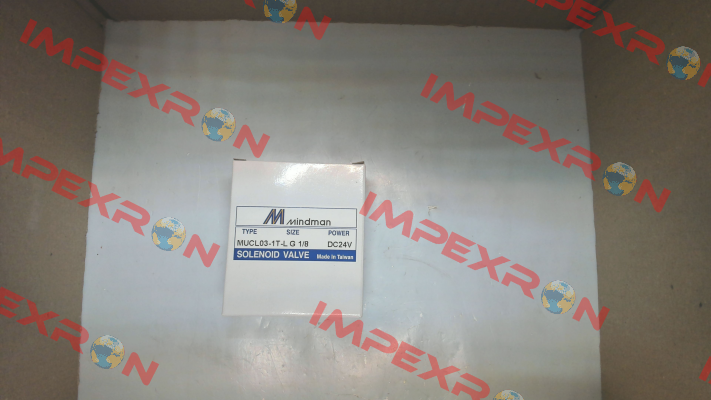 IMPEXRON
IMPEXRON
IMPEXRON
IMPEXRON
IMPEXRON
IMPEXRON
IMPEXRON
IMPEXRON
M mindman
TYPE SIZE POWER
MUCL03-1T-L G 1/8 DC24V
SOLENOID VALVE Made In Taiwan